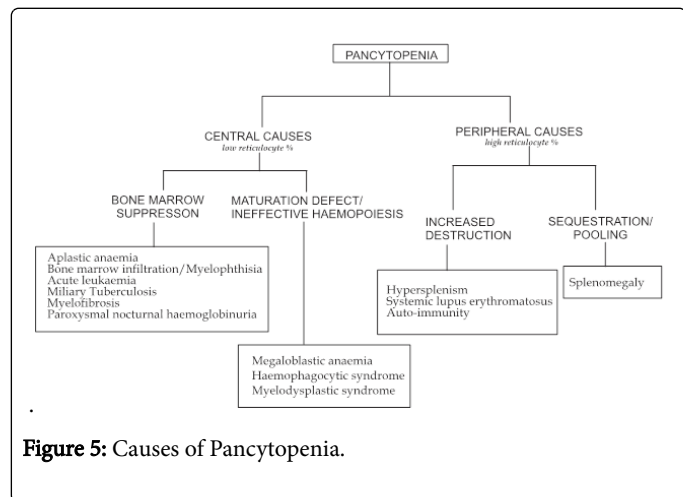 PANCYTOPENIA
CENTRAL CAUSES
low reticulocyte %
PERIPHERAL CAUSES
high reticulocyte %
BONE MARROW
SUPPRESSON
MATURATION DEFECT/
INEFFECTIVE HAEMOPOIESIS
INCREASED
DESTRUCTION
SEQUESTRATION/
POOLING
Aplastic anaemia
Bone marrow infiltration/Myelophthisia
Acute leukaemia
Miliary Tuberculosis
Myelofibrosis
Paroxysmal nocturnal haemoglobinuria
Hypersplenism
Systemic lupus erythromatosus
Auto-immunity
Splenomegaly
Megaloblastic anaemia
Haemophagocytic syndrome
Myelodysplastic syndrome
.
Figure 5: Causes of Pancytopenia.